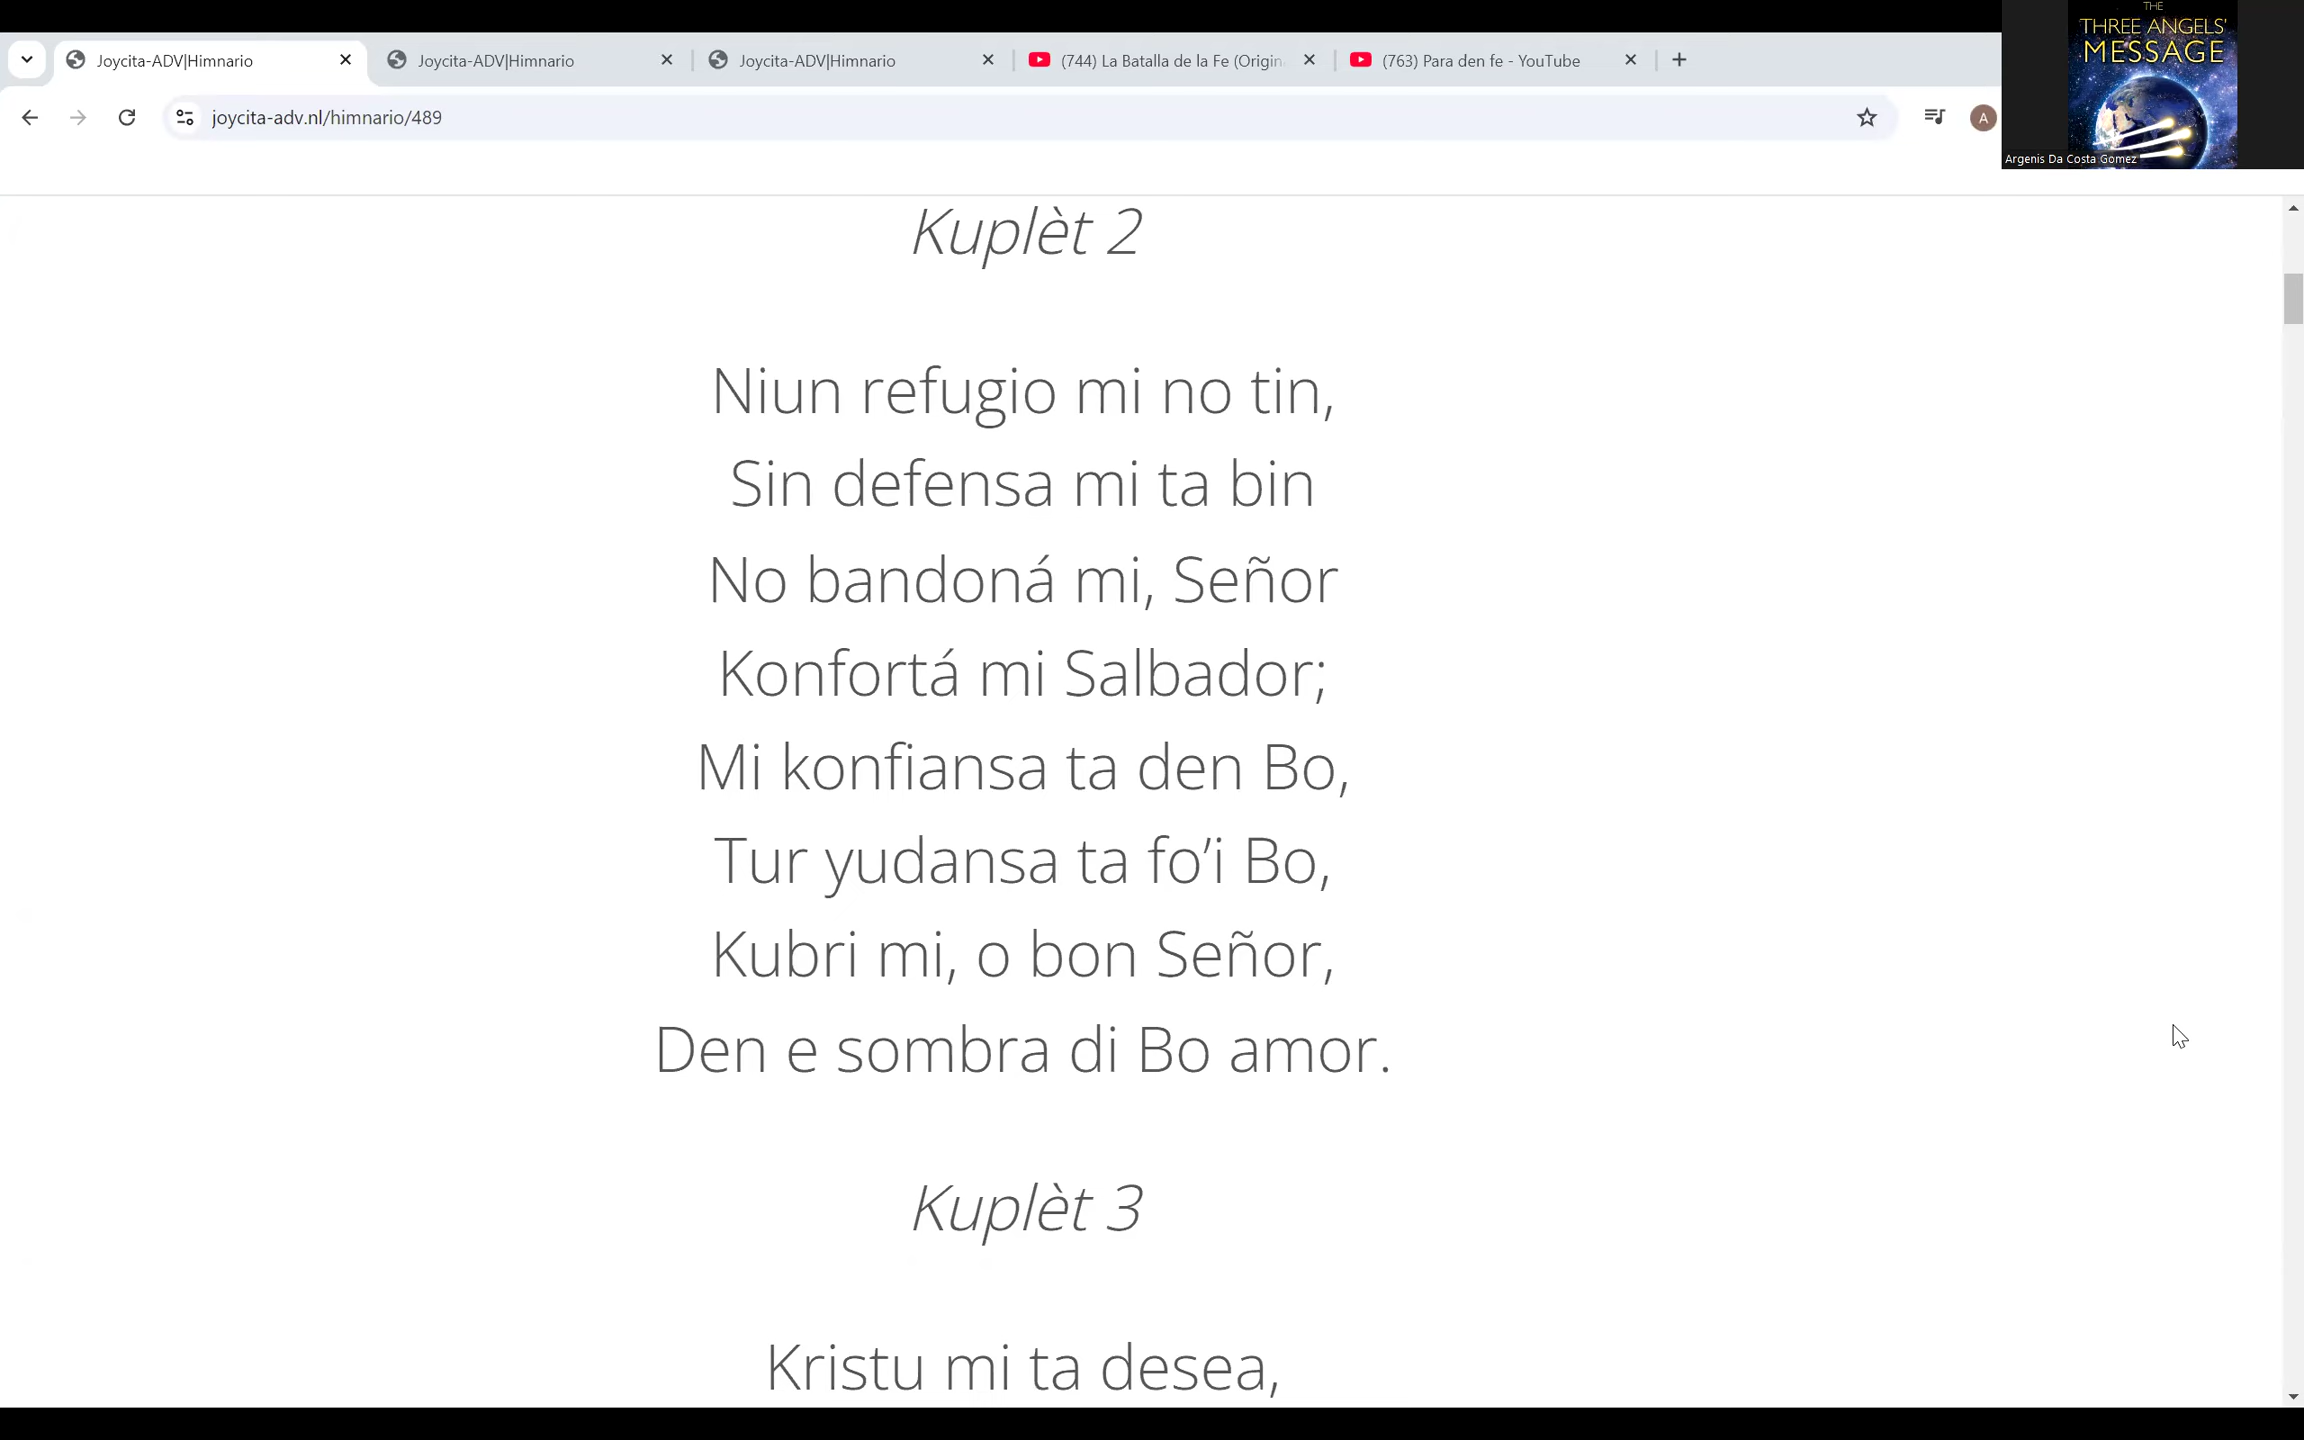 THE
THREE ANGELS'
MESSAGE
Argenis Da Costa Gomez
Joycita-ADV|Himnario
Joycita-ADV|Himnario
Joycita-ADV|Himnario
(744) La Batalla de la Fe (Origin
(763) Para den fe - YouTube
joycita-adv.nl/himnario/489
A
Kuplèt 2
Niun refugio mi no tin,
Sin defensa mi ta bin
No bandoná mi, Señor
Konfortá mi Salbador;
Mi konfiansa ta den Bo,
Tur yudansa ta fo’i Bo,
Kubri mi, o bon Señor,
Den e sombra di Bo amor.
Kuplèt 3
Kristu mi ta desea,